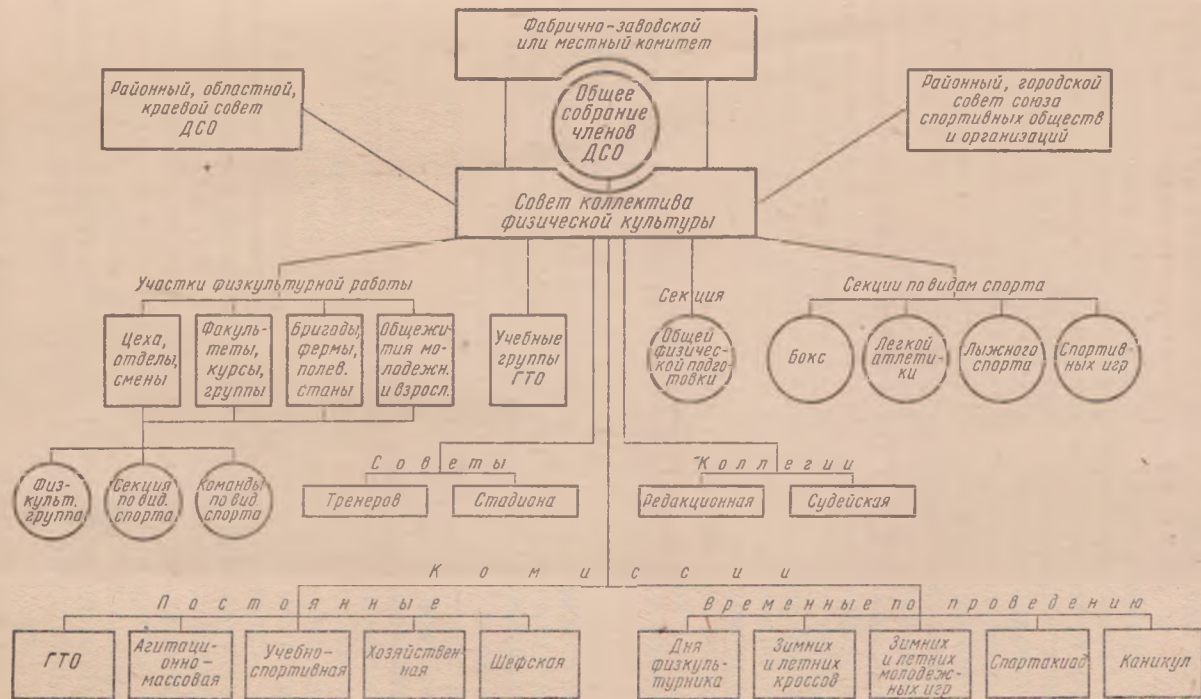 Фабрично-заводской
или местный комитет
Районный, областной,
краевой совет
ДСО
Общее
собрание
членов
ДСО
Районный, городской
совет союза
спортивных обществ
и организаций
Совет коллектива
физической культуры
Участки физкультурной работы
Секция
Секции по видам спорта
Цеха,
отделы,
смены
Факуль-
теты,
курсы,
группы
Бригады,
фермы,
полев.
станы
Общежи-
тия мо-
лодежн.
и взросл.
Учебные
группы
ГТО
Общей
физичес-
кой подго-
товки
Бокс
Легкой
атлети-
ки
Лыжного
спорта
Спортив-
ных игр
Физ-
культ.
группа
Секция
по вид.
спорта
Команды
по вид.
спорта
Советы
Тренеров
Стадиона
Коллегии
Редакционная
Судейская
Комиссии
Постоянные
Временные по проведению
ГТО
Агитаци-
онно-
массовая
Учебно-
спортивная
Хозяйствен-
ная
Шефская
Дня
физкуль-
турника
Зимних
и летних
кроссов
Зимних
и летних
молодеж-
ных игр
Спартакиад
Каникул